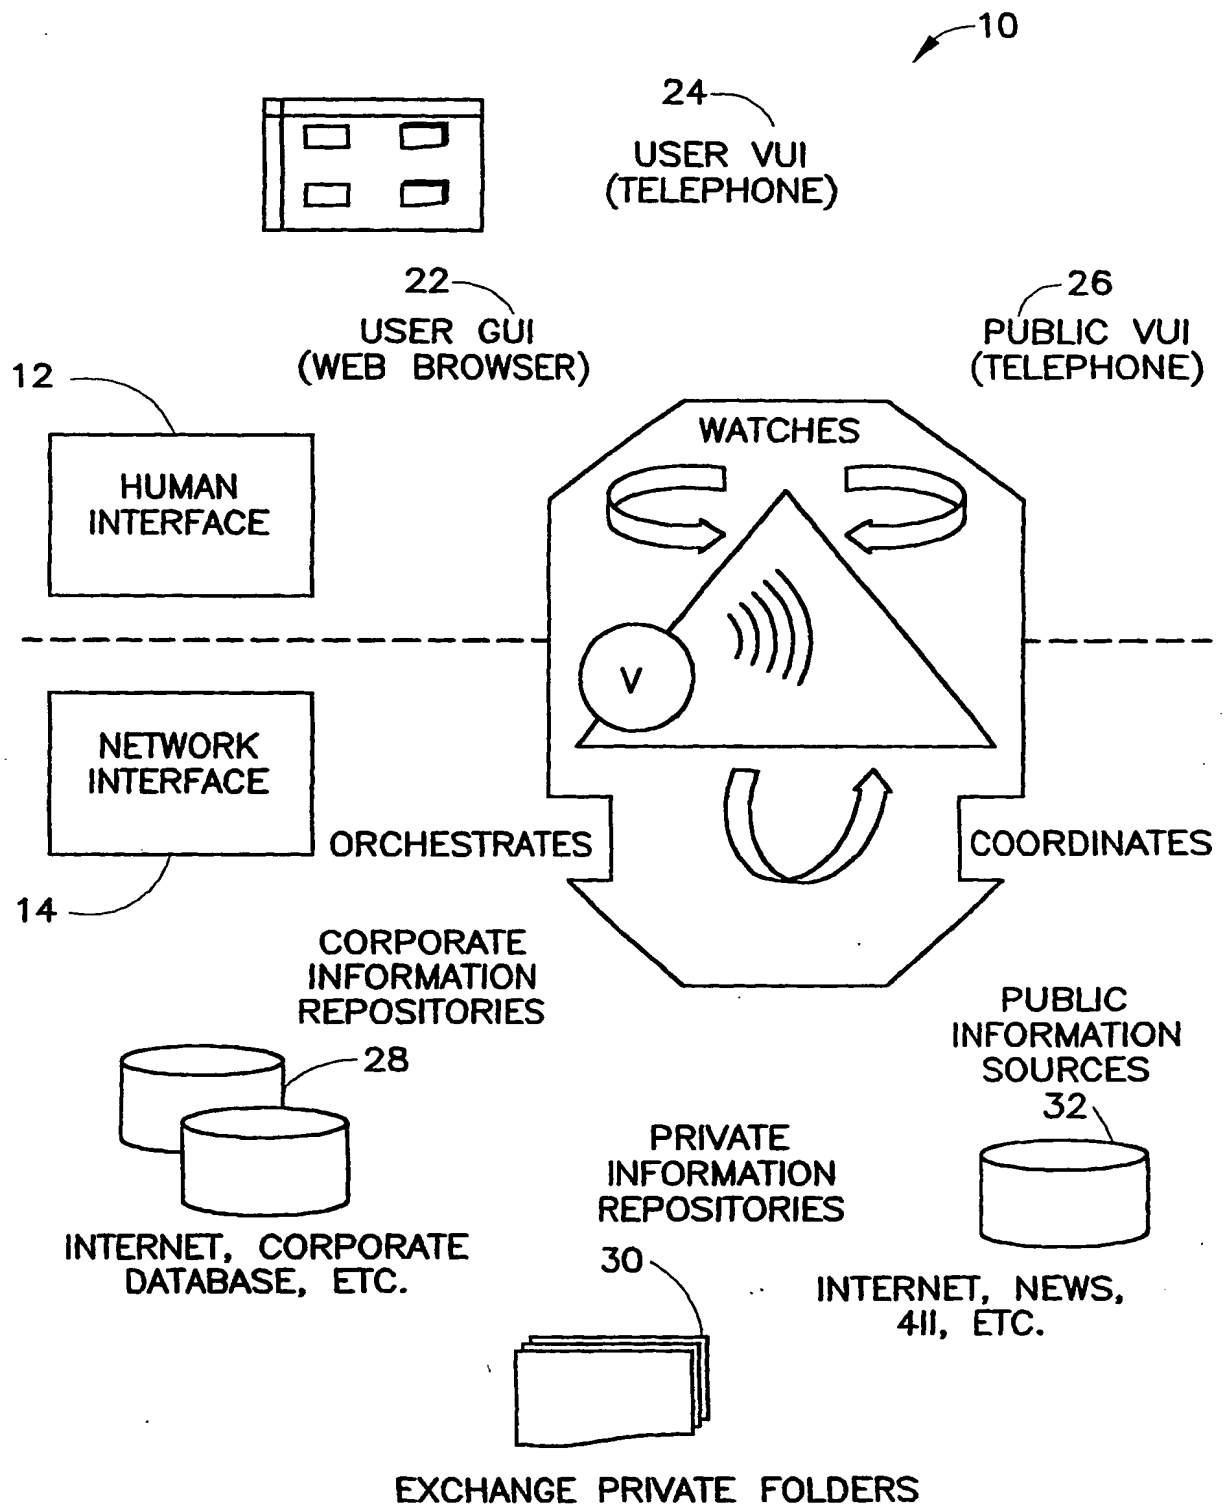 10
24
USER VUI
(TELEPHONE)
22
USER GUI
(WEB BROWSER)
26
PUBLIC VUI
(TELEPHONE)
12
HUMAN
INTERFACE
WATCHES
V
NETWORK
INTERFACE
14
ORCHESTRATES
COORDINATES
CORPORATE
INFORMATION
REPOSITORIES
28
INTERNET, CORPORATE
DATABASE, ETC.
PRIVATE
INFORMATION
REPOSITORIES
30
EXCHANGE PRIVATE FOLDERS
PUBLIC
INFORMATION
SOURCES
32
INTERNET, NEWS,
411, ETC.